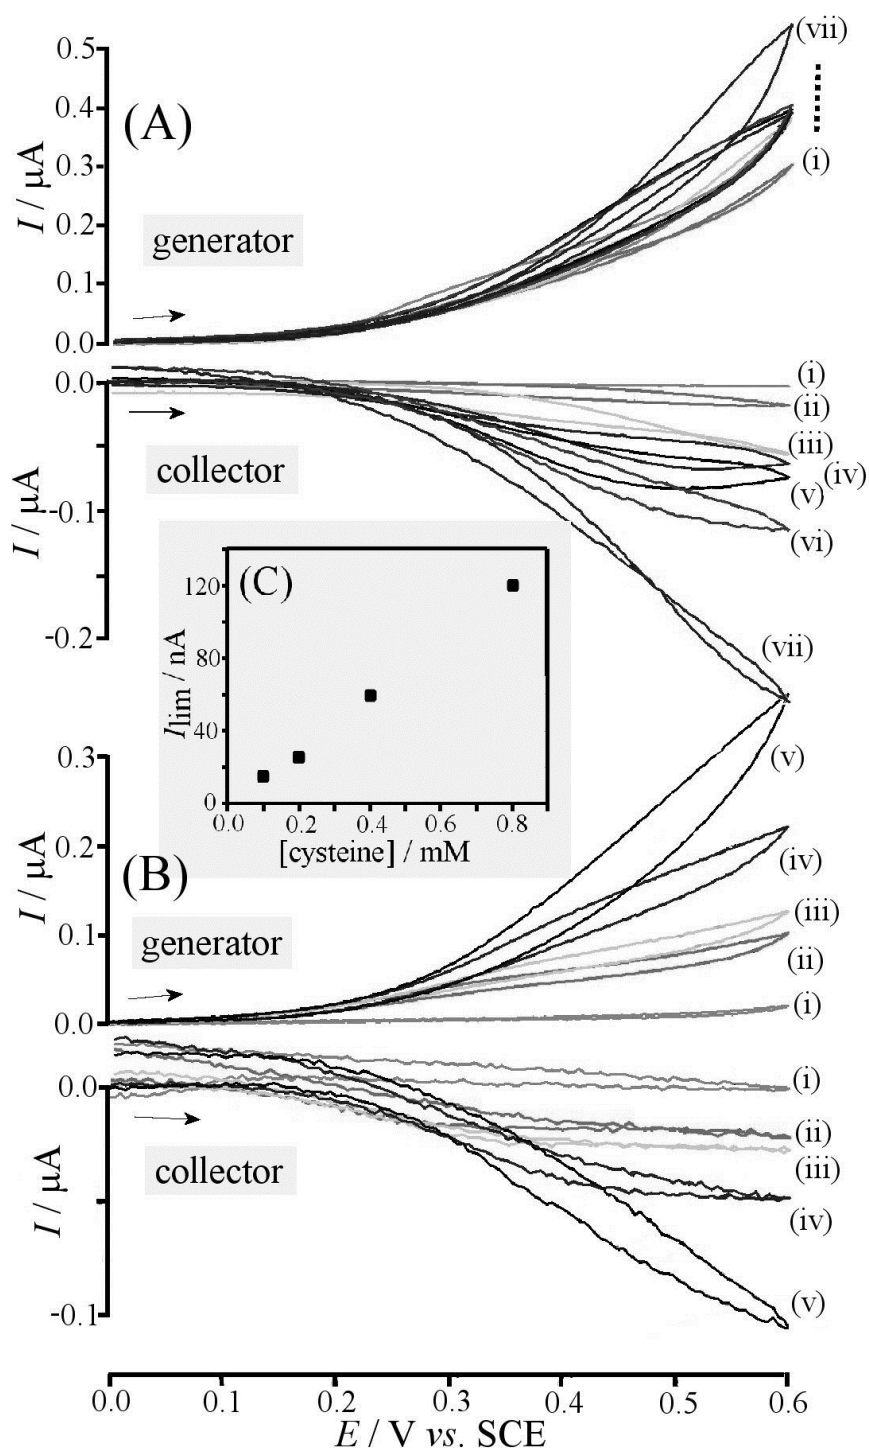 0.5
(vii)
0.4
(A)
I / μA
0.3
(i)
0.2
generator
0.1
0.0
0.0
(i)
(ii)
(iii)
collector
(iv)
(v)
I / μA
-0.1
(vi)
(C)
120
-0.2
80
(vii)
Ilim / nA
40
0.3
(v)
0
0.0 0.2 0.4 0.6 0.8
[cysteine] / mM
0.2
(B)
(iv)
I / μA
(iii)
0.1
generator
(ii)
(i)
0.0
0.0
(i)
(ii)
collector
(iii)
I / μA
(iv)
(v)
-0.1
0.0 0.1 0.2 0.3 0.4 0.5 0.6
E / V vs. SCE